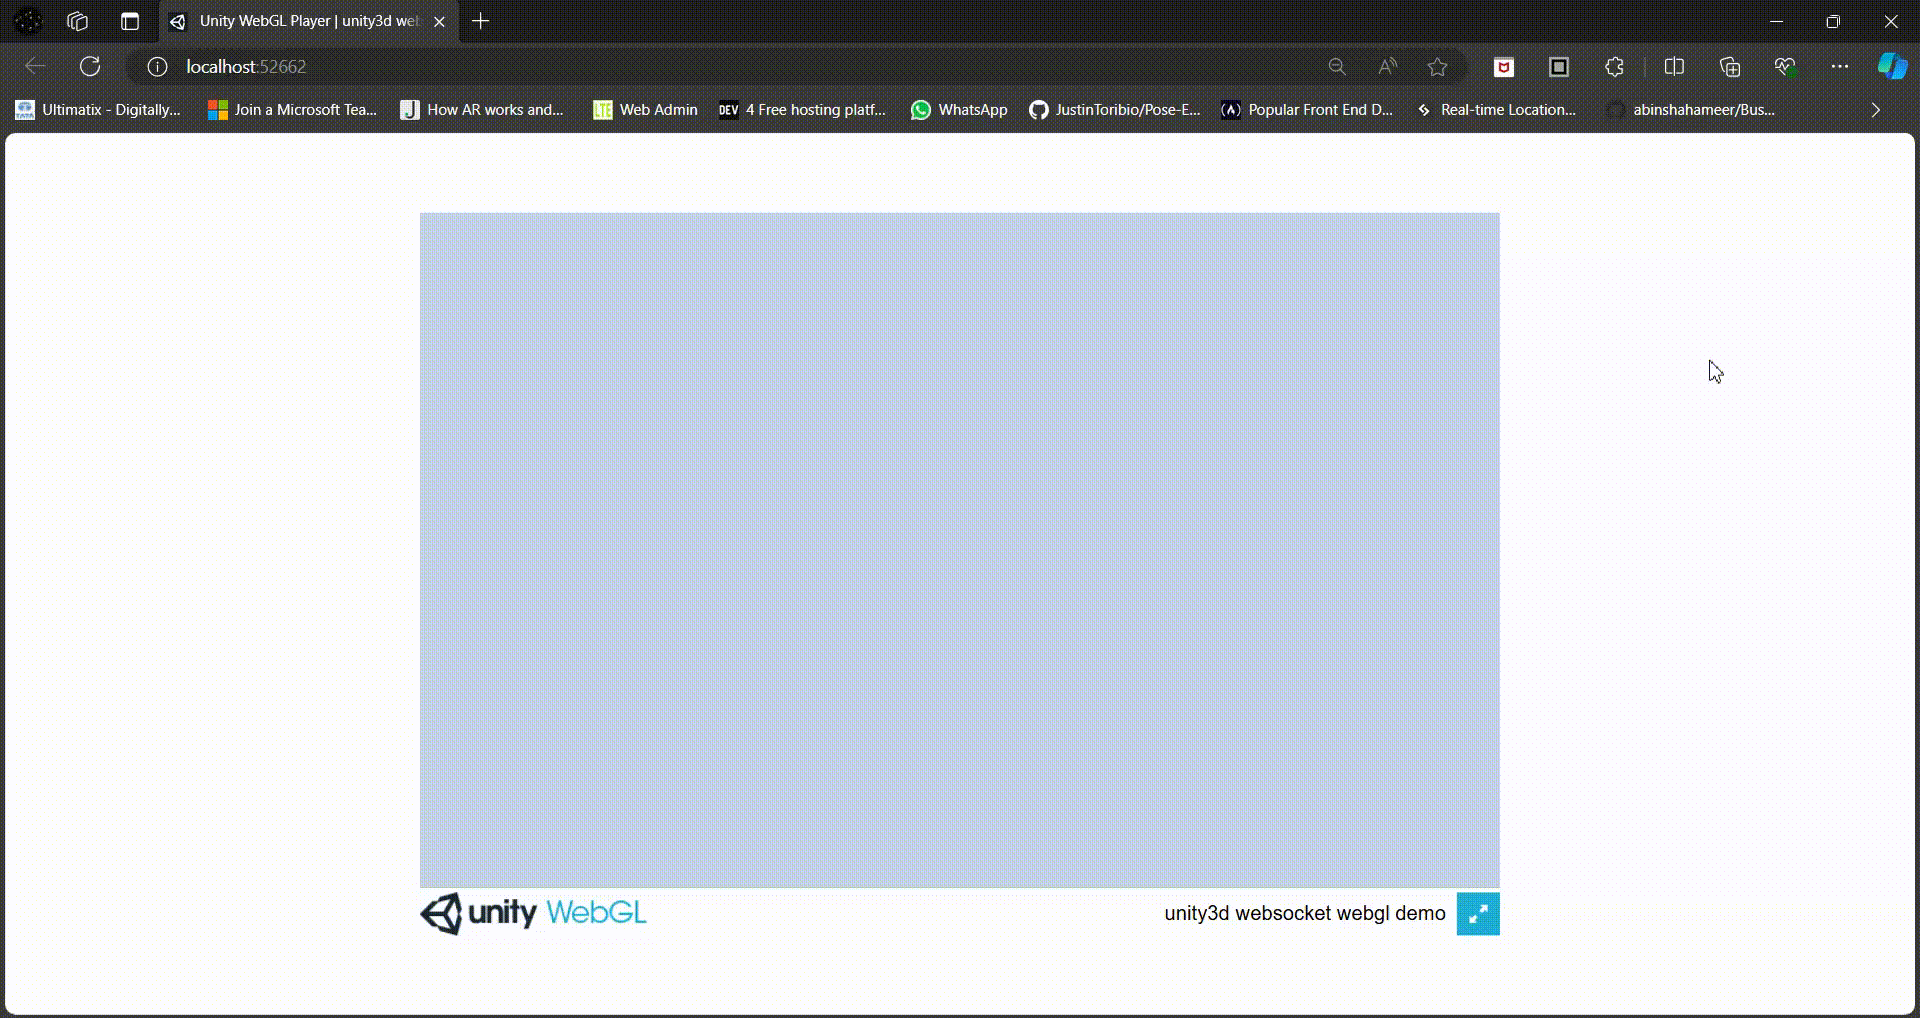 Unity WebGL Player | unity3d we
localhost:52662
Ultimatix - Digitally...
Join a Microsoft Tea...
How AR works and...
LTE
Web Admin
DEV
4 Free hosting platf...
WhatsApp
JustinToribio/Pose-E...
Popular Front End D...
Real-time Location...
abinshahameer/Bus...
unity WebGL
unity3d websocket webgl demo